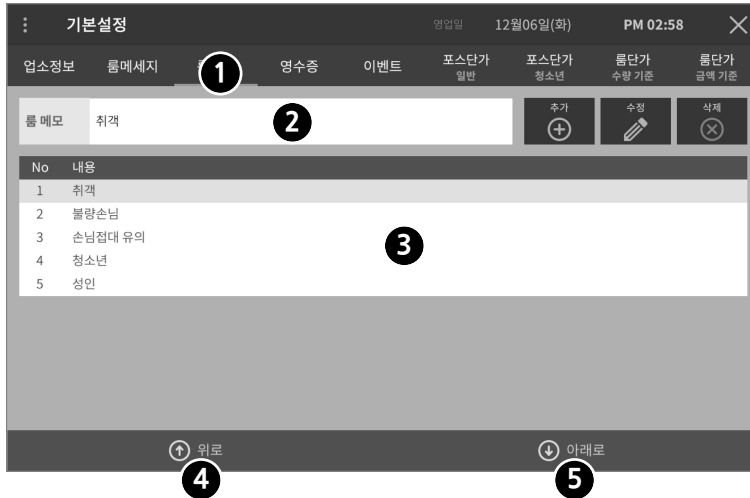 기본설정 영업일 12월06일(화) PM 02:58
업소정보 룸메세지 1 영수증 이벤트 포스단가 포스단가 룸단가 룸단가
일반 청소년 수량 기준 금액 기준
룸 메모 취객 2 추가 수정 삭제
No 내용
1 취객
2 불량손님
3 손님접대 유의
3
4 청소년
5 성인
위로 아래로
4 5